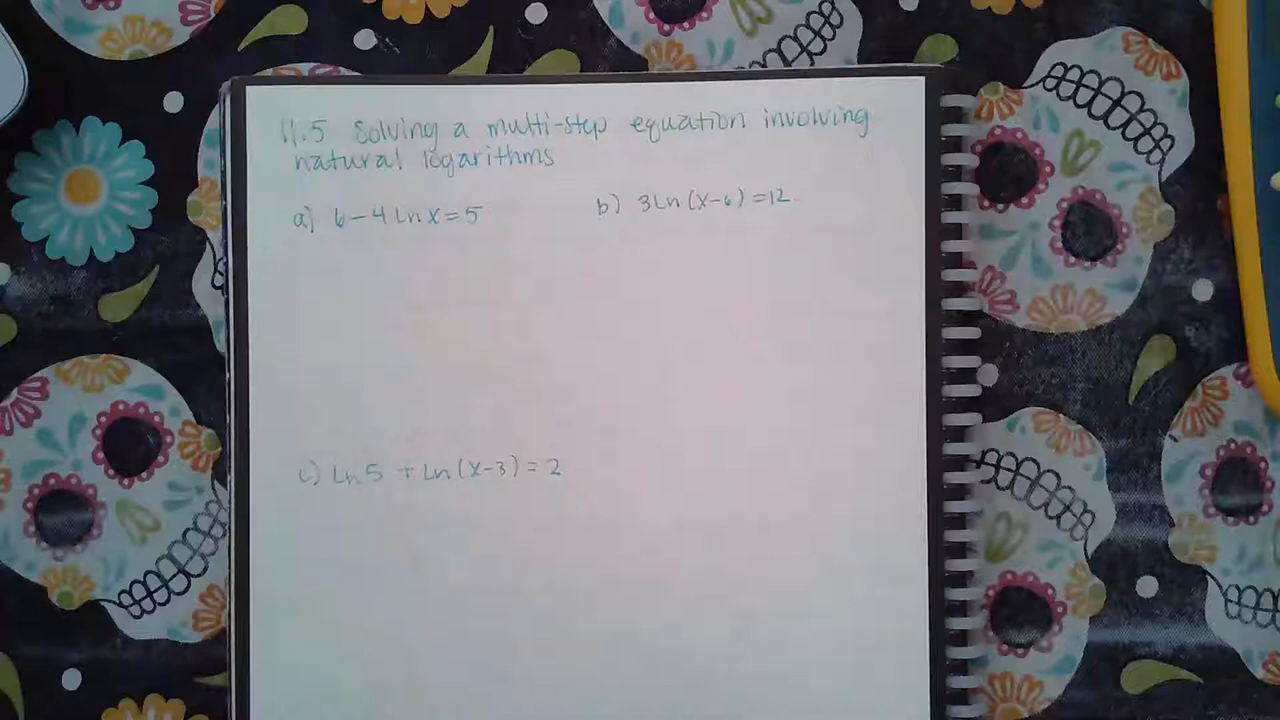 11.5 Solving a multi-step equation involving
natural logarithms
a) 6-4 ln x = 5
b) 3 ln (x-6) = 12
c) ln 5 + ln (x-3) = 2